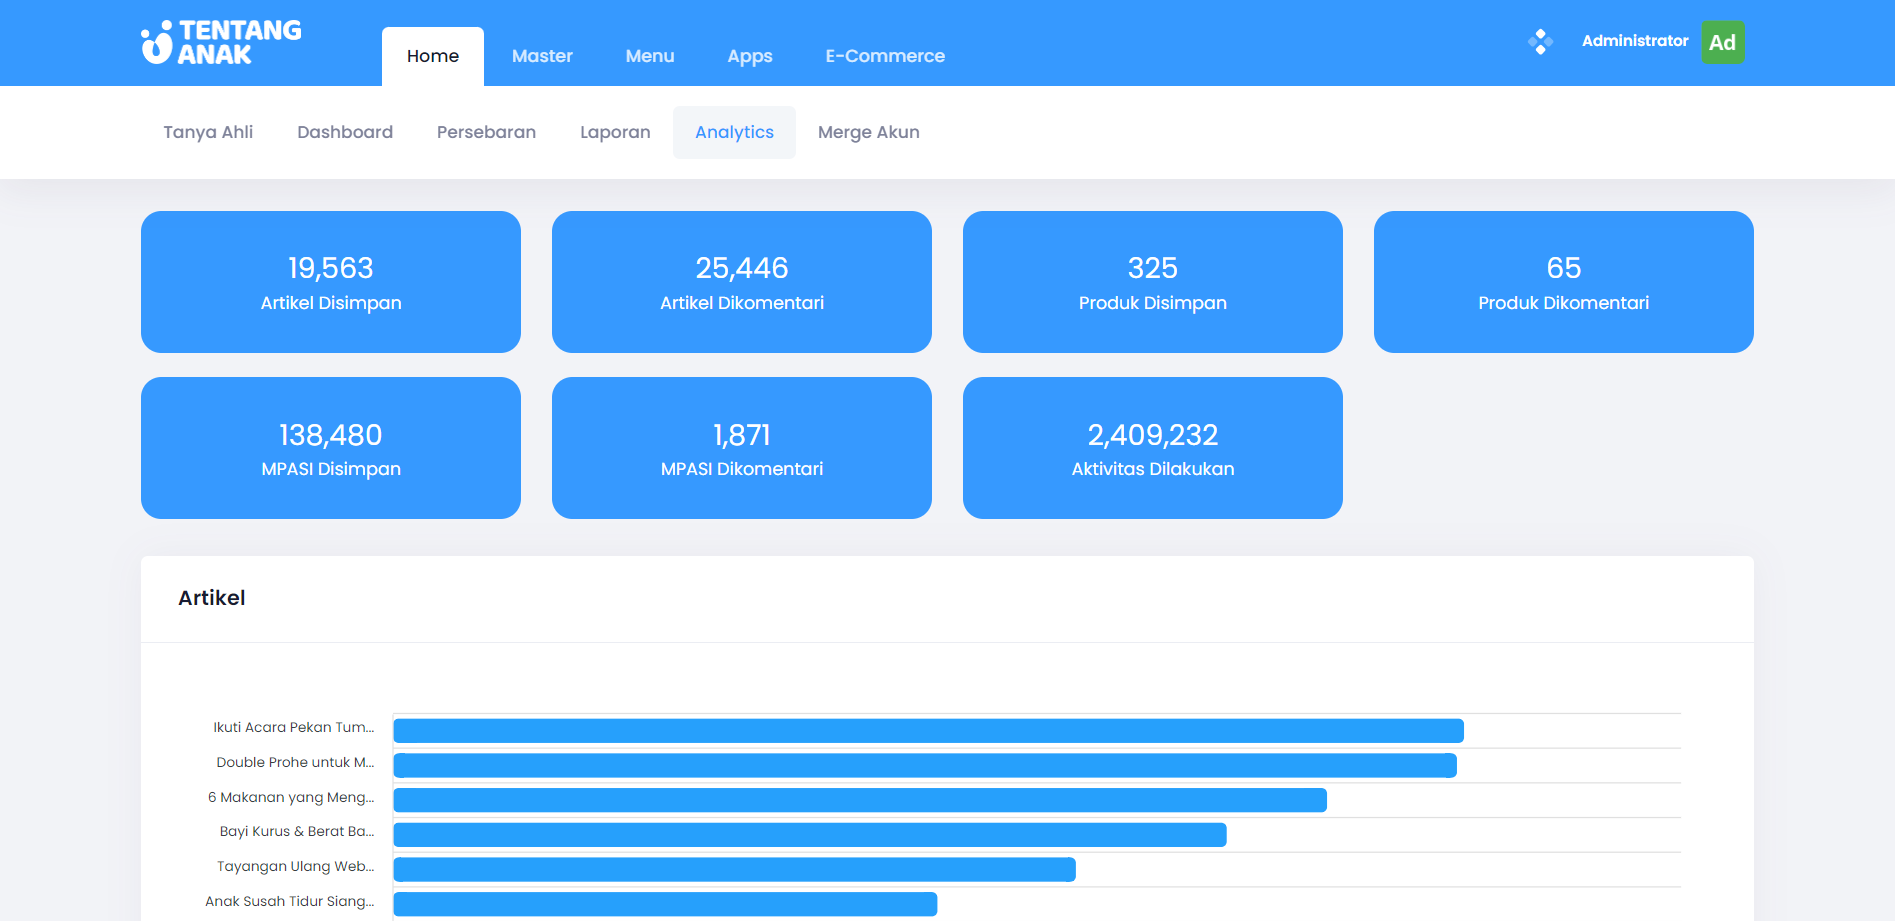 TENTANG
ANAK
Home
Master
Menu
Apps
E-Commerce
Administrator
Ad
Tanya Ahli
Dashboard
Persebaran
Laporan
Analytics
Merge Akun
19,563
Artikel Disimpan
25,446
Artikel Dikomentari
325
Produk Disimpan
65
Produk Dikomentari
138,480
MPASI Disimpan
1,871
MPASI Dikomentari
2,409,232
Aktivitas Dilakukan
Artikel
Ikuti Acara Pekan Tum...
Double Prohe untuk M...
6 Makanan yang Meng...
Bayi Kurus & Berat Ba...
Tayangan Ulang Web...
Anak Susah Tidur Siang...